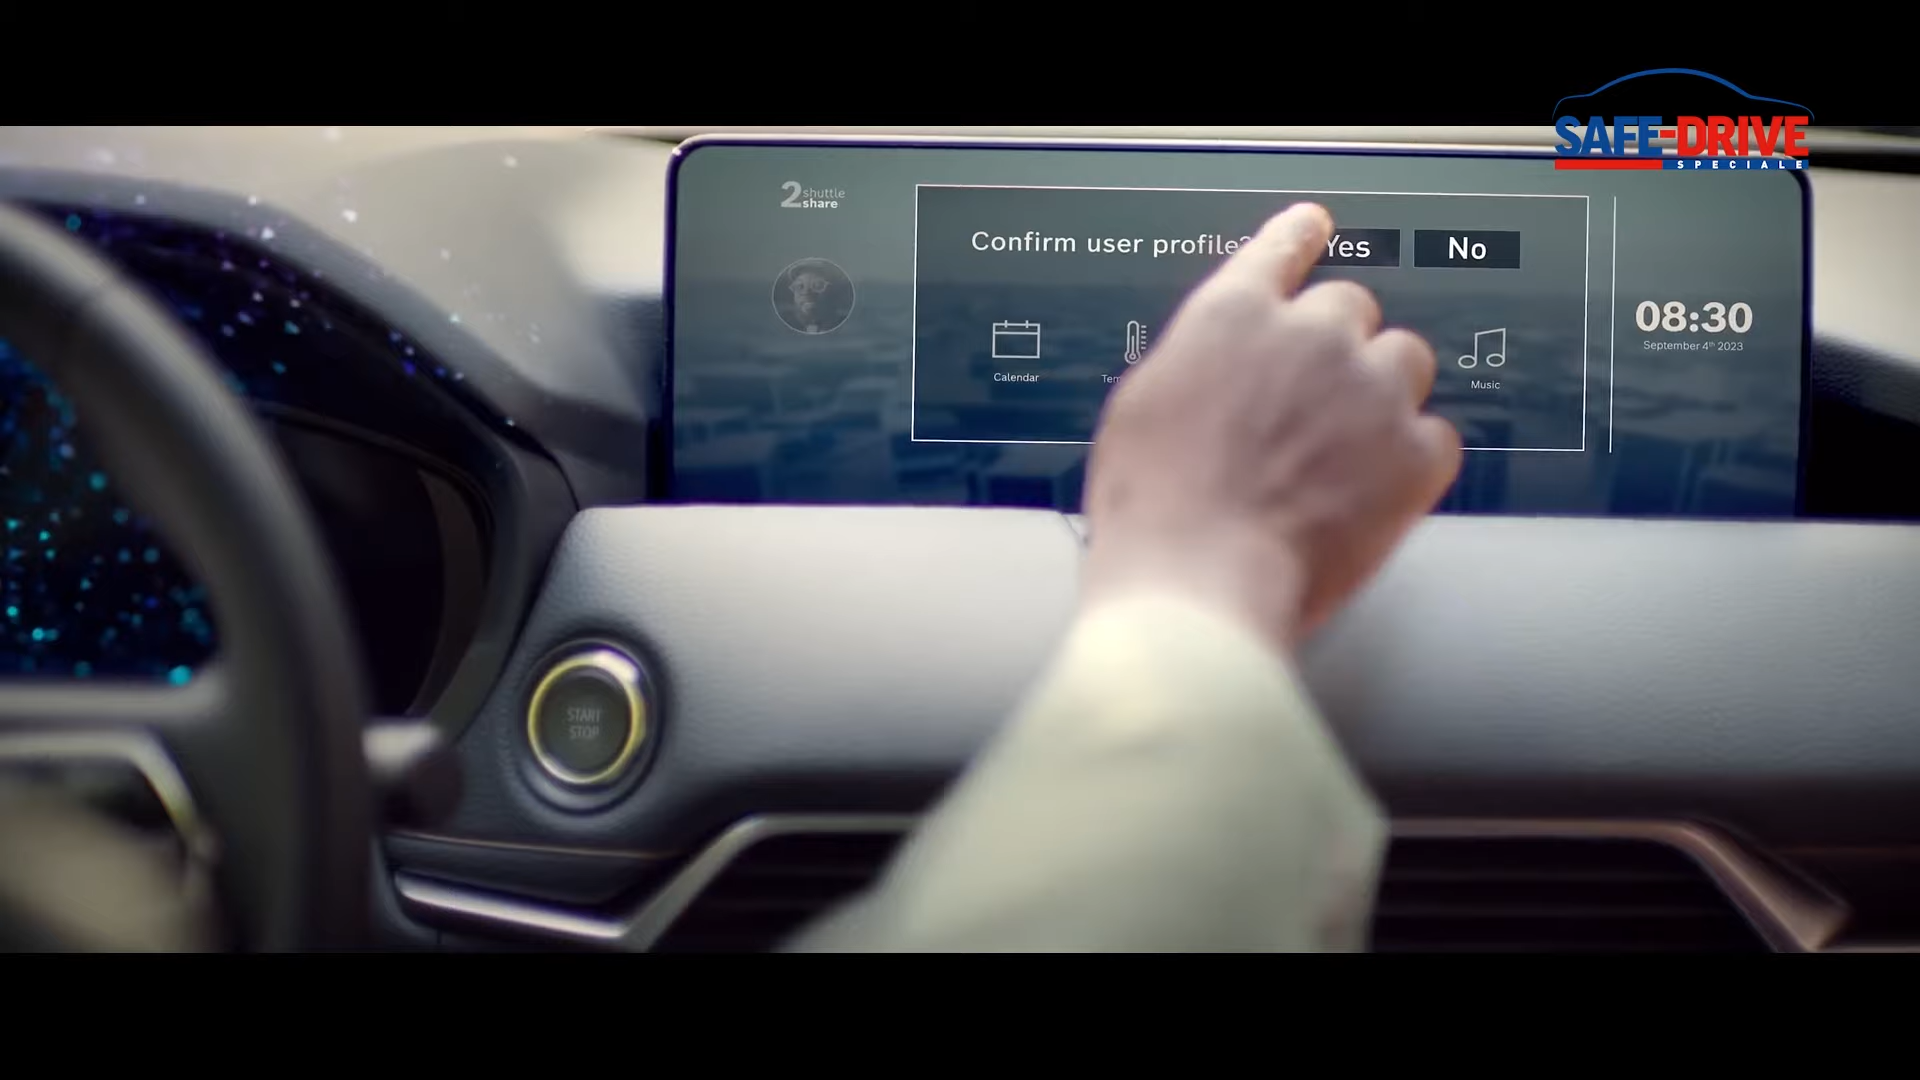 SAFE-DRIVE
SPECIALE
2 shuttle
share
Confirm user profile?
Yes
No
08:30
September 4th 2023
Calendar
Music
START
STOP